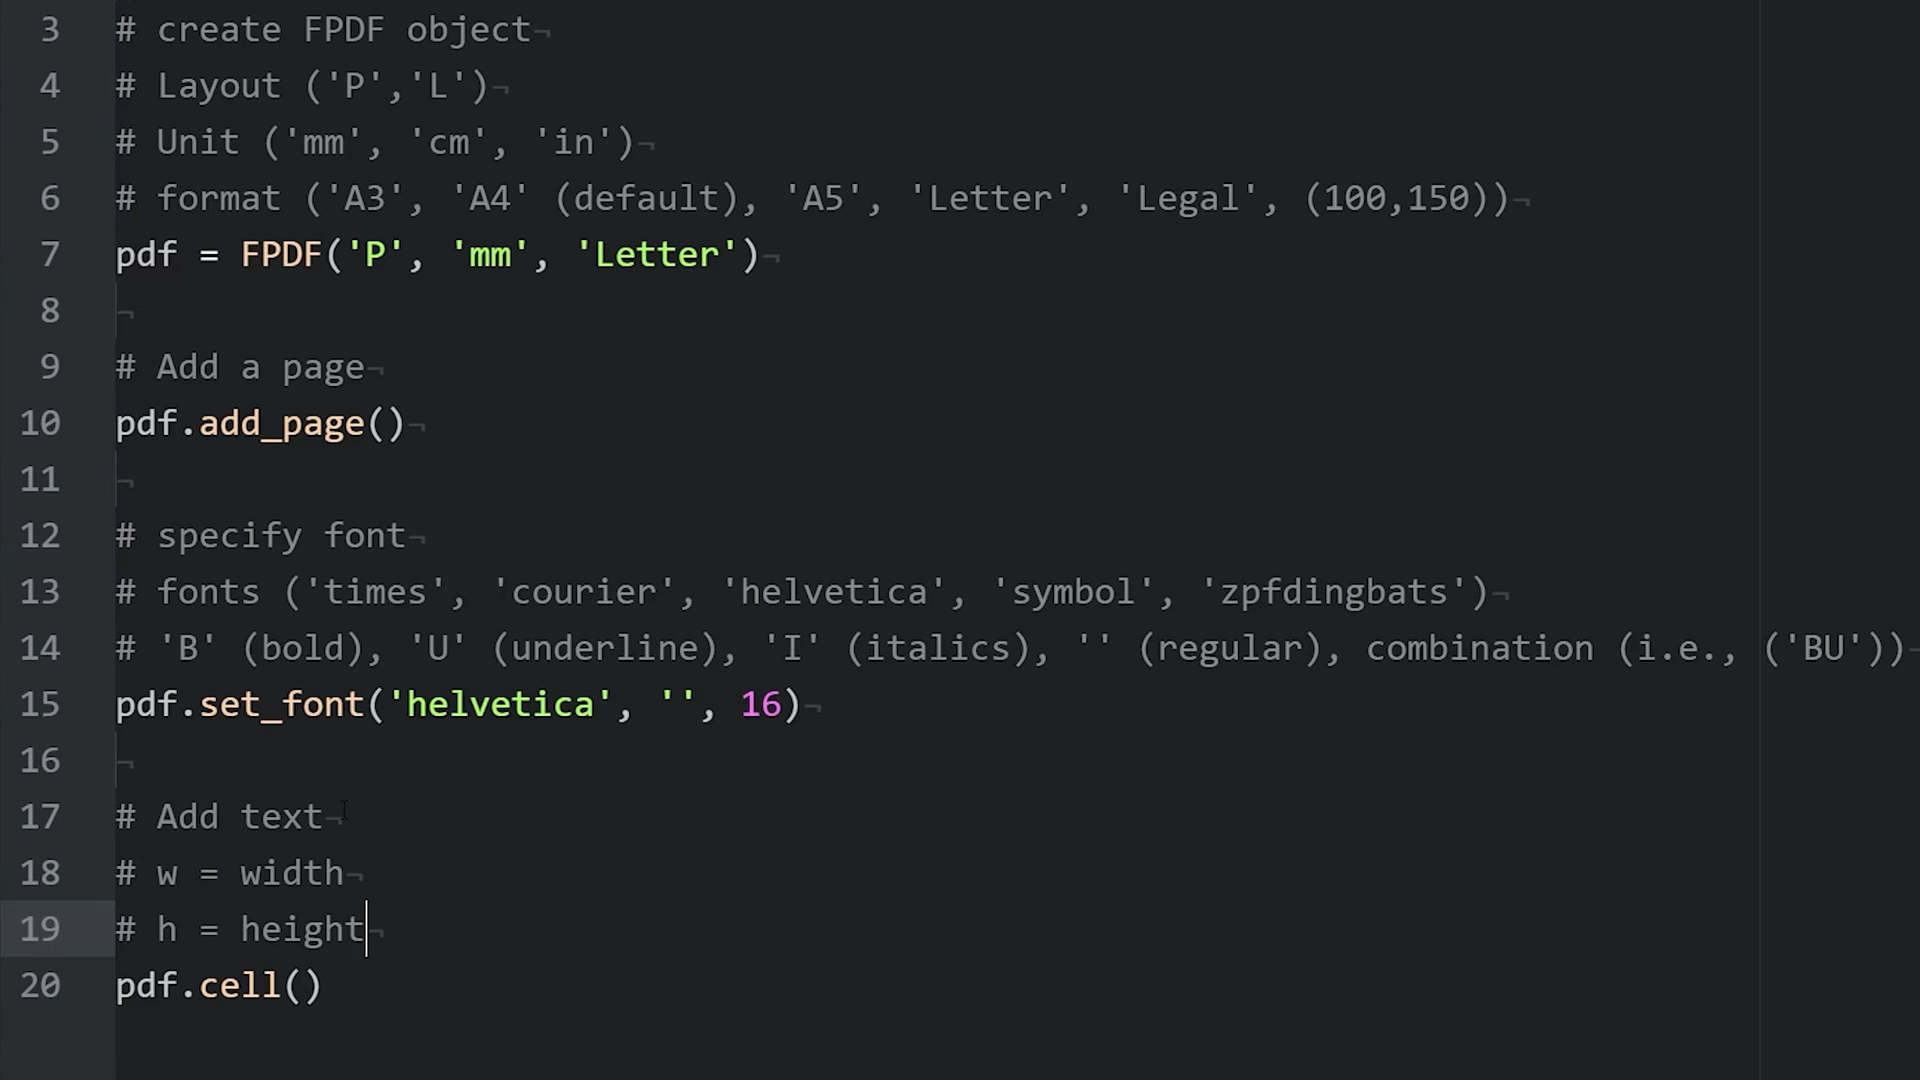 3 # create FPDF object¬
4 # Layout ('P','L')¬
5 # Unit ('mm', 'cm', 'in')¬
6 # format ('A3', 'A4' (default), 'A5', 'Letter', 'Legal', (100,150))¬
7 pdf = FPDF('P', 'mm', 'Letter')¬
8 ¬
9 # Add a page¬
10 pdf.add_page()¬
11 ¬
12 # specify font¬
13 # fonts ('times', 'courier', 'helvetica', 'symbol', 'zpfdingbats')¬
14 # 'B' (bold), 'U' (underline), 'I' (italics), '' (regular), combination (i.e., ('BU'))¬
15 pdf.set_font('helvetica', '', 16)¬
16 ¬
17 # Add text¬
18 # w = width¬
19 # h = height¬
20 pdf.cell()